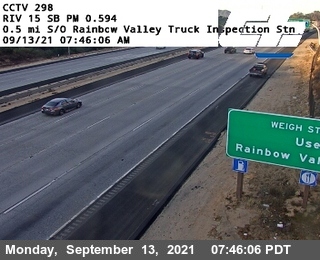 CCTV 298
RIV 15 SB PM 0.594
0.5 mi S/O Rainbow Valley Truck Inspection Stn
09/13/21 07:46:06 AM
WEIGH ST
Use
Rainbow Val
Monday, September 13, 2021 07:46:06 PDT